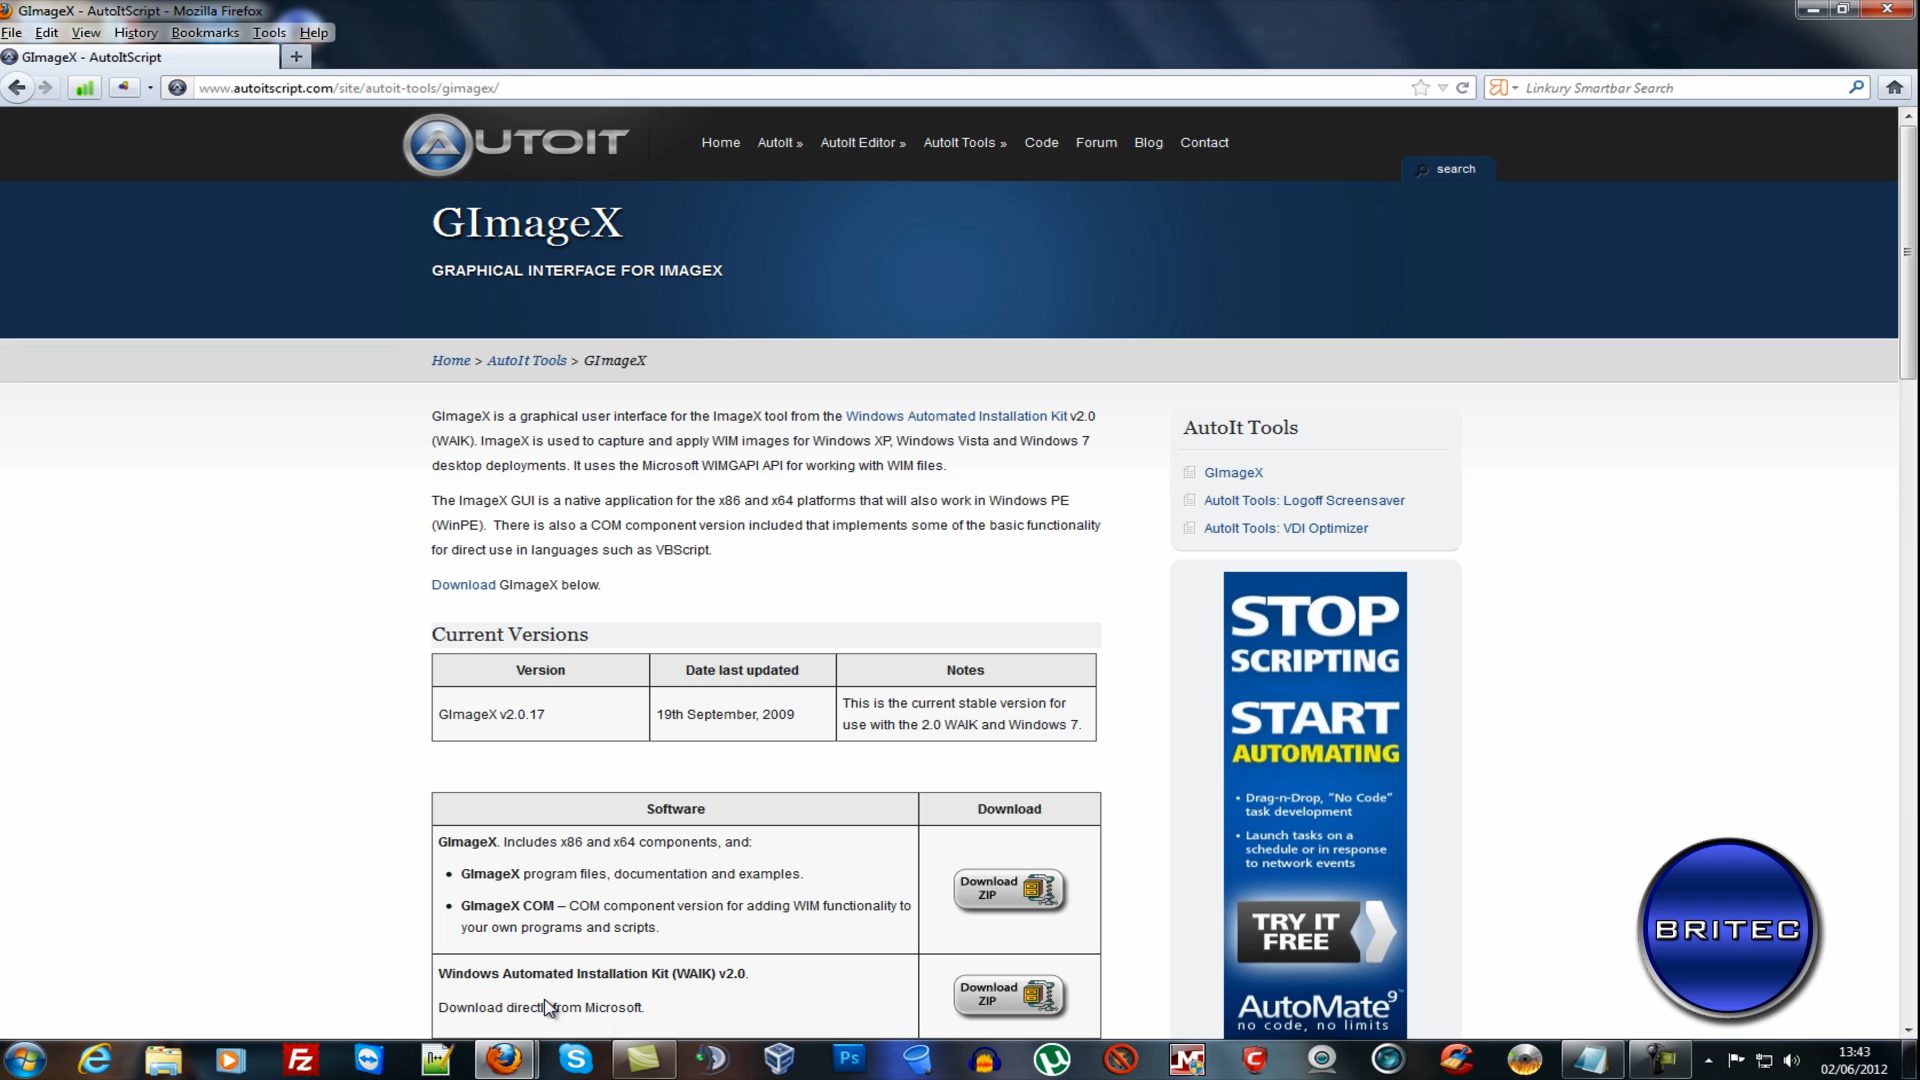 GImageX - AutoItScript - Mozilla Firefox
File Edit View History Bookmarks Tools Help
GImageX - AutoItScript
www.autoitscript.com/site/autoit-tools/gimagex/
Linkury Smartbar Search
AUTOIT
Home AutoIt » AutoIt Editor » AutoIt Tools » Code Forum Blog Contact
search
GImageX
GRAPHICAL INTERFACE FOR IMAGEX
Home > AutoIt Tools > GImageX
GImageX is a graphical user interface for the ImageX tool from the Windows Automated Installation Kit v2.0
(WAIK). ImageX is used to capture and apply WIM images for Windows XP, Windows Vista and Windows 7
desktop deployments. It uses the Microsoft WIMGAPI API for working with WIM files.
The ImageX GUI is a native application for the x86 and x64 platforms that will also work in Windows PE
(WinPE). There is also a COM component version included that implements some of the basic functionality
for direct use in languages such as VBScript.
Download GImageX below.
Current Versions
Version Date last updated Notes
GImageX v2.0.17 19th September, 2009 This is the current stable version for
use with the 2.0 WAIK and Windows 7.
Software Download
GImageX. Includes x86 and x64 components, and:
• GImageX program files, documentation and examples.
• GImageX COM – COM component version for adding WIM functionality to
your own programs and scripts.
Download
ZIP
Windows Automated Installation Kit (WAIK) v2.0.
Download directly from Microsoft.
Download
ZIP
AutoIt Tools
GImageX
AutoIt Tools: Logoff Screensaver
AutoIt Tools: VDI Optimizer
STOP
SCRIPTING
START
AUTOMATING
• Drag-n-Drop, “No Code”
task development
• Launch tasks on a
schedule or in response
to network events
TRY IT
FREE
AutoMate 9™
no code, no limits
BRITEC
Fz
n++
Ps
M
C
13:43
02/06/2012